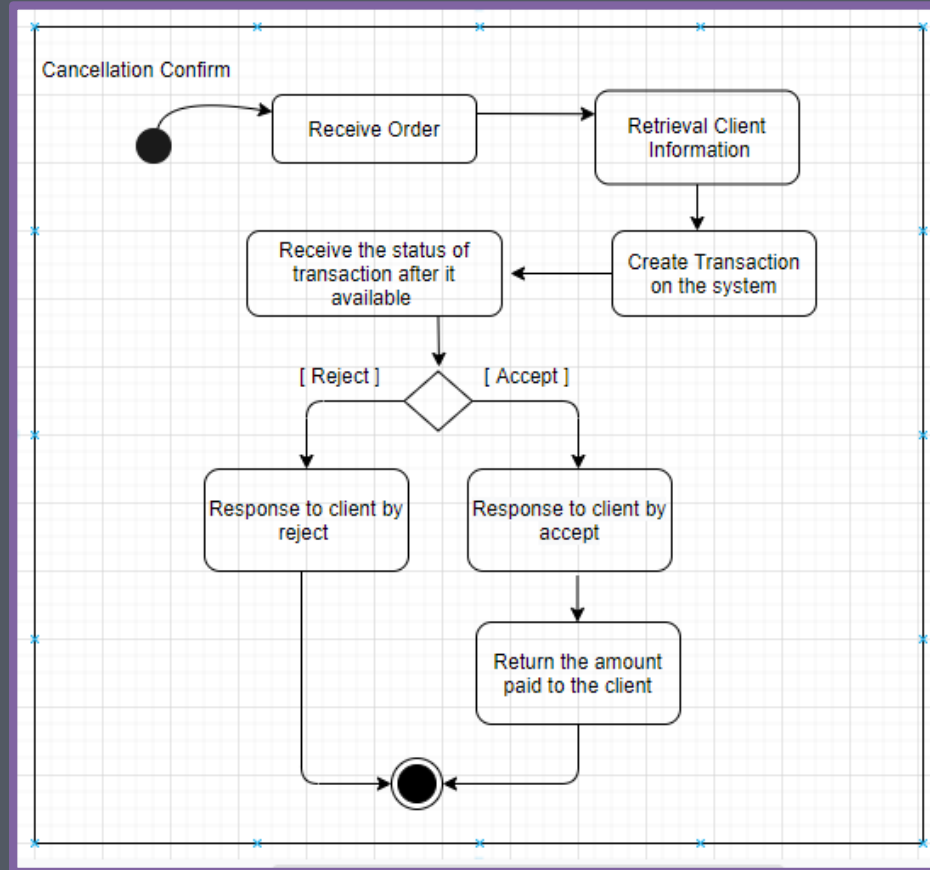 Cancellation Confirm
Receive Order
Retrieval Client
Information
Receive the status of
transaction after it
available
Create Transaction
on the system
[ Reject ]
[ Accept ]
Response to client by
reject
Response to client by
accept
Return the amount
paid to the client